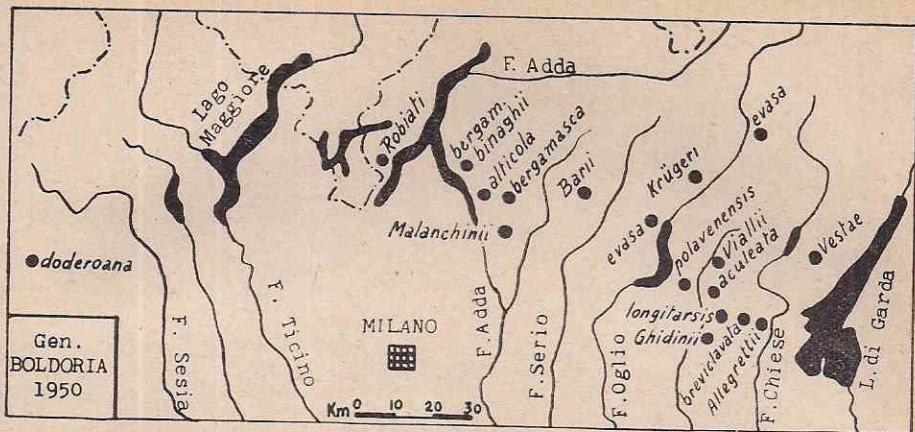 Lago
Maggiore
F. Adda
Robiati
bergam.
binaghii
alticola
bergamasca
Barii
Krügeri
evasa
Malanchinii
evasa
polavenensis
Viallii
aculeata
Vestae
doderoana
longitarsis
Ghidinii
breviclavata
Allegrettii
F. Chiese
L. di Garda
Gen.
BOLDORIA
1950
F. Sesia
F. Ticino
MILANO
F. Adda
F. Serio
F. Oglio
Km 0 10 20 30